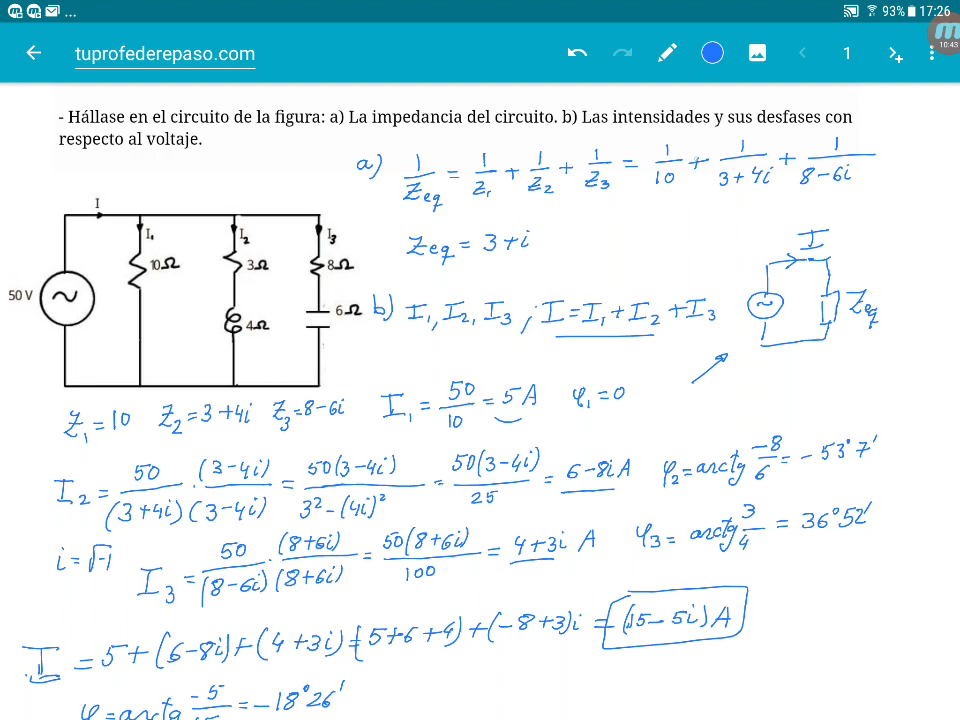 ... 93% 17:26
10:43
tuprofederepaso.com 1
- Hállase en el circuito de la figura: a) La impedancia del circuito. b) Las intensidades y sus desfases con
respecto al voltaje.
a) 1/Zeq = 1/Z₁ + 1/Z₂ + 1/Z₃ = 1/10 + 1/(3+4i) + 1/(8-6i)
Zeq = 3+i
I
I₁ I₂ I₃
10Ω 3Ω 8Ω
50 V
4Ω 6Ω
I
Zeq
b) I₁, I₂, I₃ ; I = I₁ + I₂ + I₃
Z₁ = 10 Z₂ = 3+4i Z₃ = 8-6i
I₁ = 50/10 = 5 A φ₁ = 0
I₂ = 50/(3+4i) · (3-4i)/(3-4i) = 50(3-4i)/(3²-(4i)²) = 50(3-4i)/25 = 6-8i A φ₂ = arctg -8/6 = -53°7'
i = √-1
I₃ = 50/(8-6i) · (8+6i)/(8+6i) = 50(8+6i)/100 = 4+3i A φ₃ = arctg 3/4 = 36°52'
I = 5+(6-8i)+(4+3i) = (5+6+4)+(-8+3)i = (15-5i) A
φ = arctg -5/15 = -18°26'